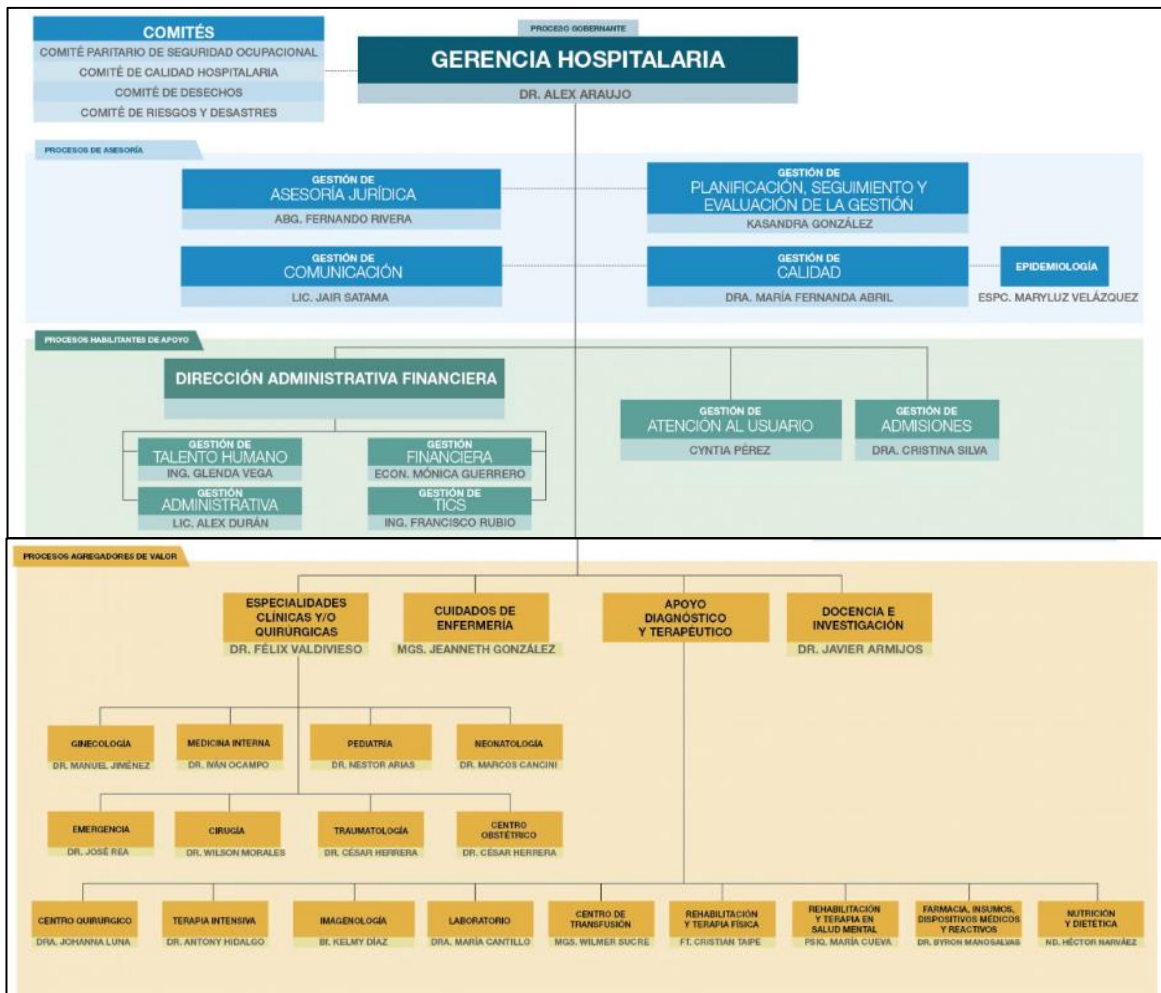 COMITÉS
COMITÉ PARITARIO DE SEGURIDAD OCUPACIONAL
COMITÉ DE CALIDAD HOSPITALARIA
COMITÉ DE DESECHOS
COMITÉ DE RIESGOS Y DESASTRES
PROCESO GOBERNANTE
GERENCIA HOSPITALARIA
DR. ALEX ARAUJO
PROCESOS DE ASESORÍA
GESTIÓN DE
ASESORÍA JURÍDICA
ABG. FERNANDO RIVERA
GESTIÓN DE
PLANIFICACIÓN, SEGUIMIENTO Y
EVALUACIÓN DE LA GESTIÓN
KASANDRA GONZÁLEZ
GESTIÓN DE
COMUNICACIÓN
LIC. JAIR SATAMA
GESTIÓN DE
CALIDAD
DRA. MARÍA FERNANDA ABRIL
EPIDEMIOLOGÍA
ESPC. MARYLUZ VELÁZQUEZ
PROCESOS HABILITANTES DE APOYO
DIRECCIÓN ADMINISTRATIVA FINANCIERA
GESTIÓN DE
TALENTO HUMANO
ING. GLENDA VEGA
GESTIÓN
FINANCIERA
ECON. MÓNICA GUERRERO
GESTIÓN
ADMINISTRATIVA
LIC. ALEX DURÁN
GESTIÓN DE
TICS
ING. FRANCISCO RUBIO
GESTIÓN DE
ATENCIÓN AL USUARIO
CYNTIA PÉREZ
GESTIÓN DE
ADMISIONES
DRA. CRISTINA SILVA
PROCESOS AGREGADORES DE VALOR
ESPECIALIDADES
CLÍNICAS Y/O
QUIRÚRGICAS
DR. FÉLIX VALDIVIESO
CUIDADOS DE
ENFERMERÍA
MGS. JEANNETH GONZÁLEZ
APOYO
DIAGNÓSTICO
Y TERAPÉUTICO
DOCENCIA E
INVESTIGACIÓN
DR. JAVIER ARMIJOS
GINECOLOGÍA
DR. MANUEL JIMÉNEZ
MEDICINA INTERNA
DR. IVÁN OCAMPO
PEDIATRÍA
DR. NESTOR ARIAS
NEONATOLOGÍA
DR. MARCOS CANCINI
EMERGENCIA
DR. JOSÉ REA
CIRUGÍA
DR. WILSON MORALES
TRAUMATOLOGÍA
DR. CÉSAR HERRERA
CENTRO
OBSTÉTRICO
DR. CÉSAR HERRERA
CENTRO QUIRÚRGICO
DRA. JOHANNA LUNA
TERAPIA INTENSIVA
DR. ANTONY HIDALGO
IMAGENOLOGÍA
KELMY DÍAZ
LABORATORIO
DRA. MARÍA CANTILLO
CENTRO DE
TRANSFUSIÓN
MGS. WILMER SUCRE
REHABILITACIÓN
Y TERAPIA FÍSICA
FT. CRISTIAN TAIPE
REHABILITACIÓN
Y TERAPIA EN
SALUD MENTAL
PSIQ. MARÍA CUEVA
FARMACIA, INSUMOS,
DISPOSITIVOS MÉDICOS
Y REACTIVOS
DR. BYRON MANOSALVAS
NUTRICIÓN
Y DIETÉTICA
ND. HÉCTOR NARVÁEZ